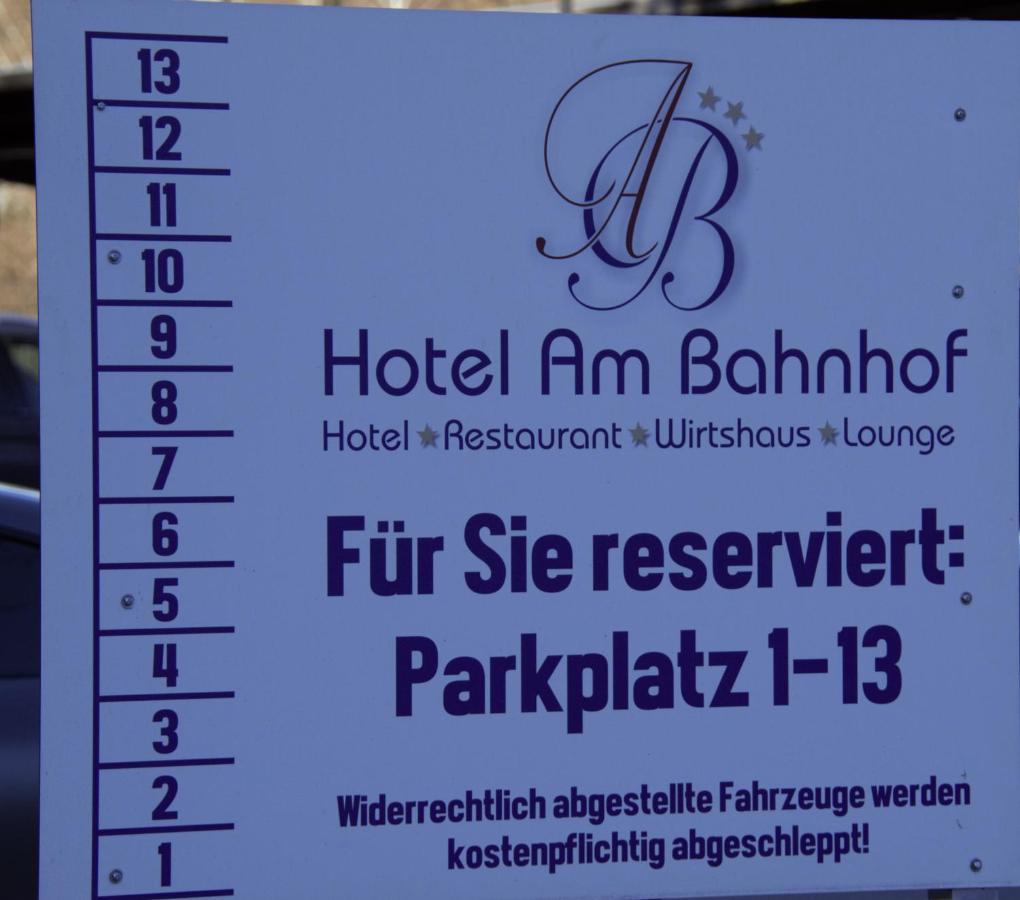 13
12
11
10
9
8
7
6
5
4
3
2
1
AB
Hotel Am Bahnhof
Hotel ★ Restaurant ★ Wirtshaus ★ Lounge
Für Sie reserviert:
Parkplatz 1-13
Widerrechtlich abgestellte Fahrzeuge werden
kostenpflichtig abgeschleppt!